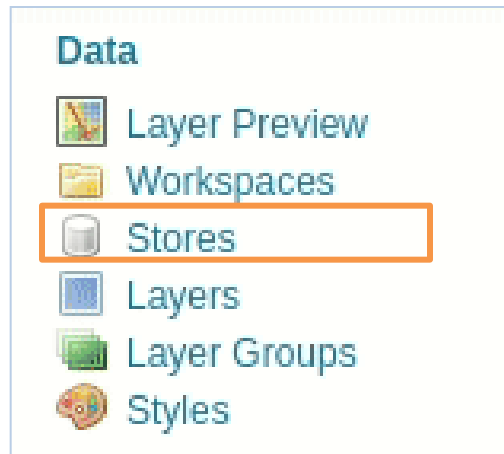 Data
Layer Preview
Workspaces
Stores
Layers
Layer Groups
Styles